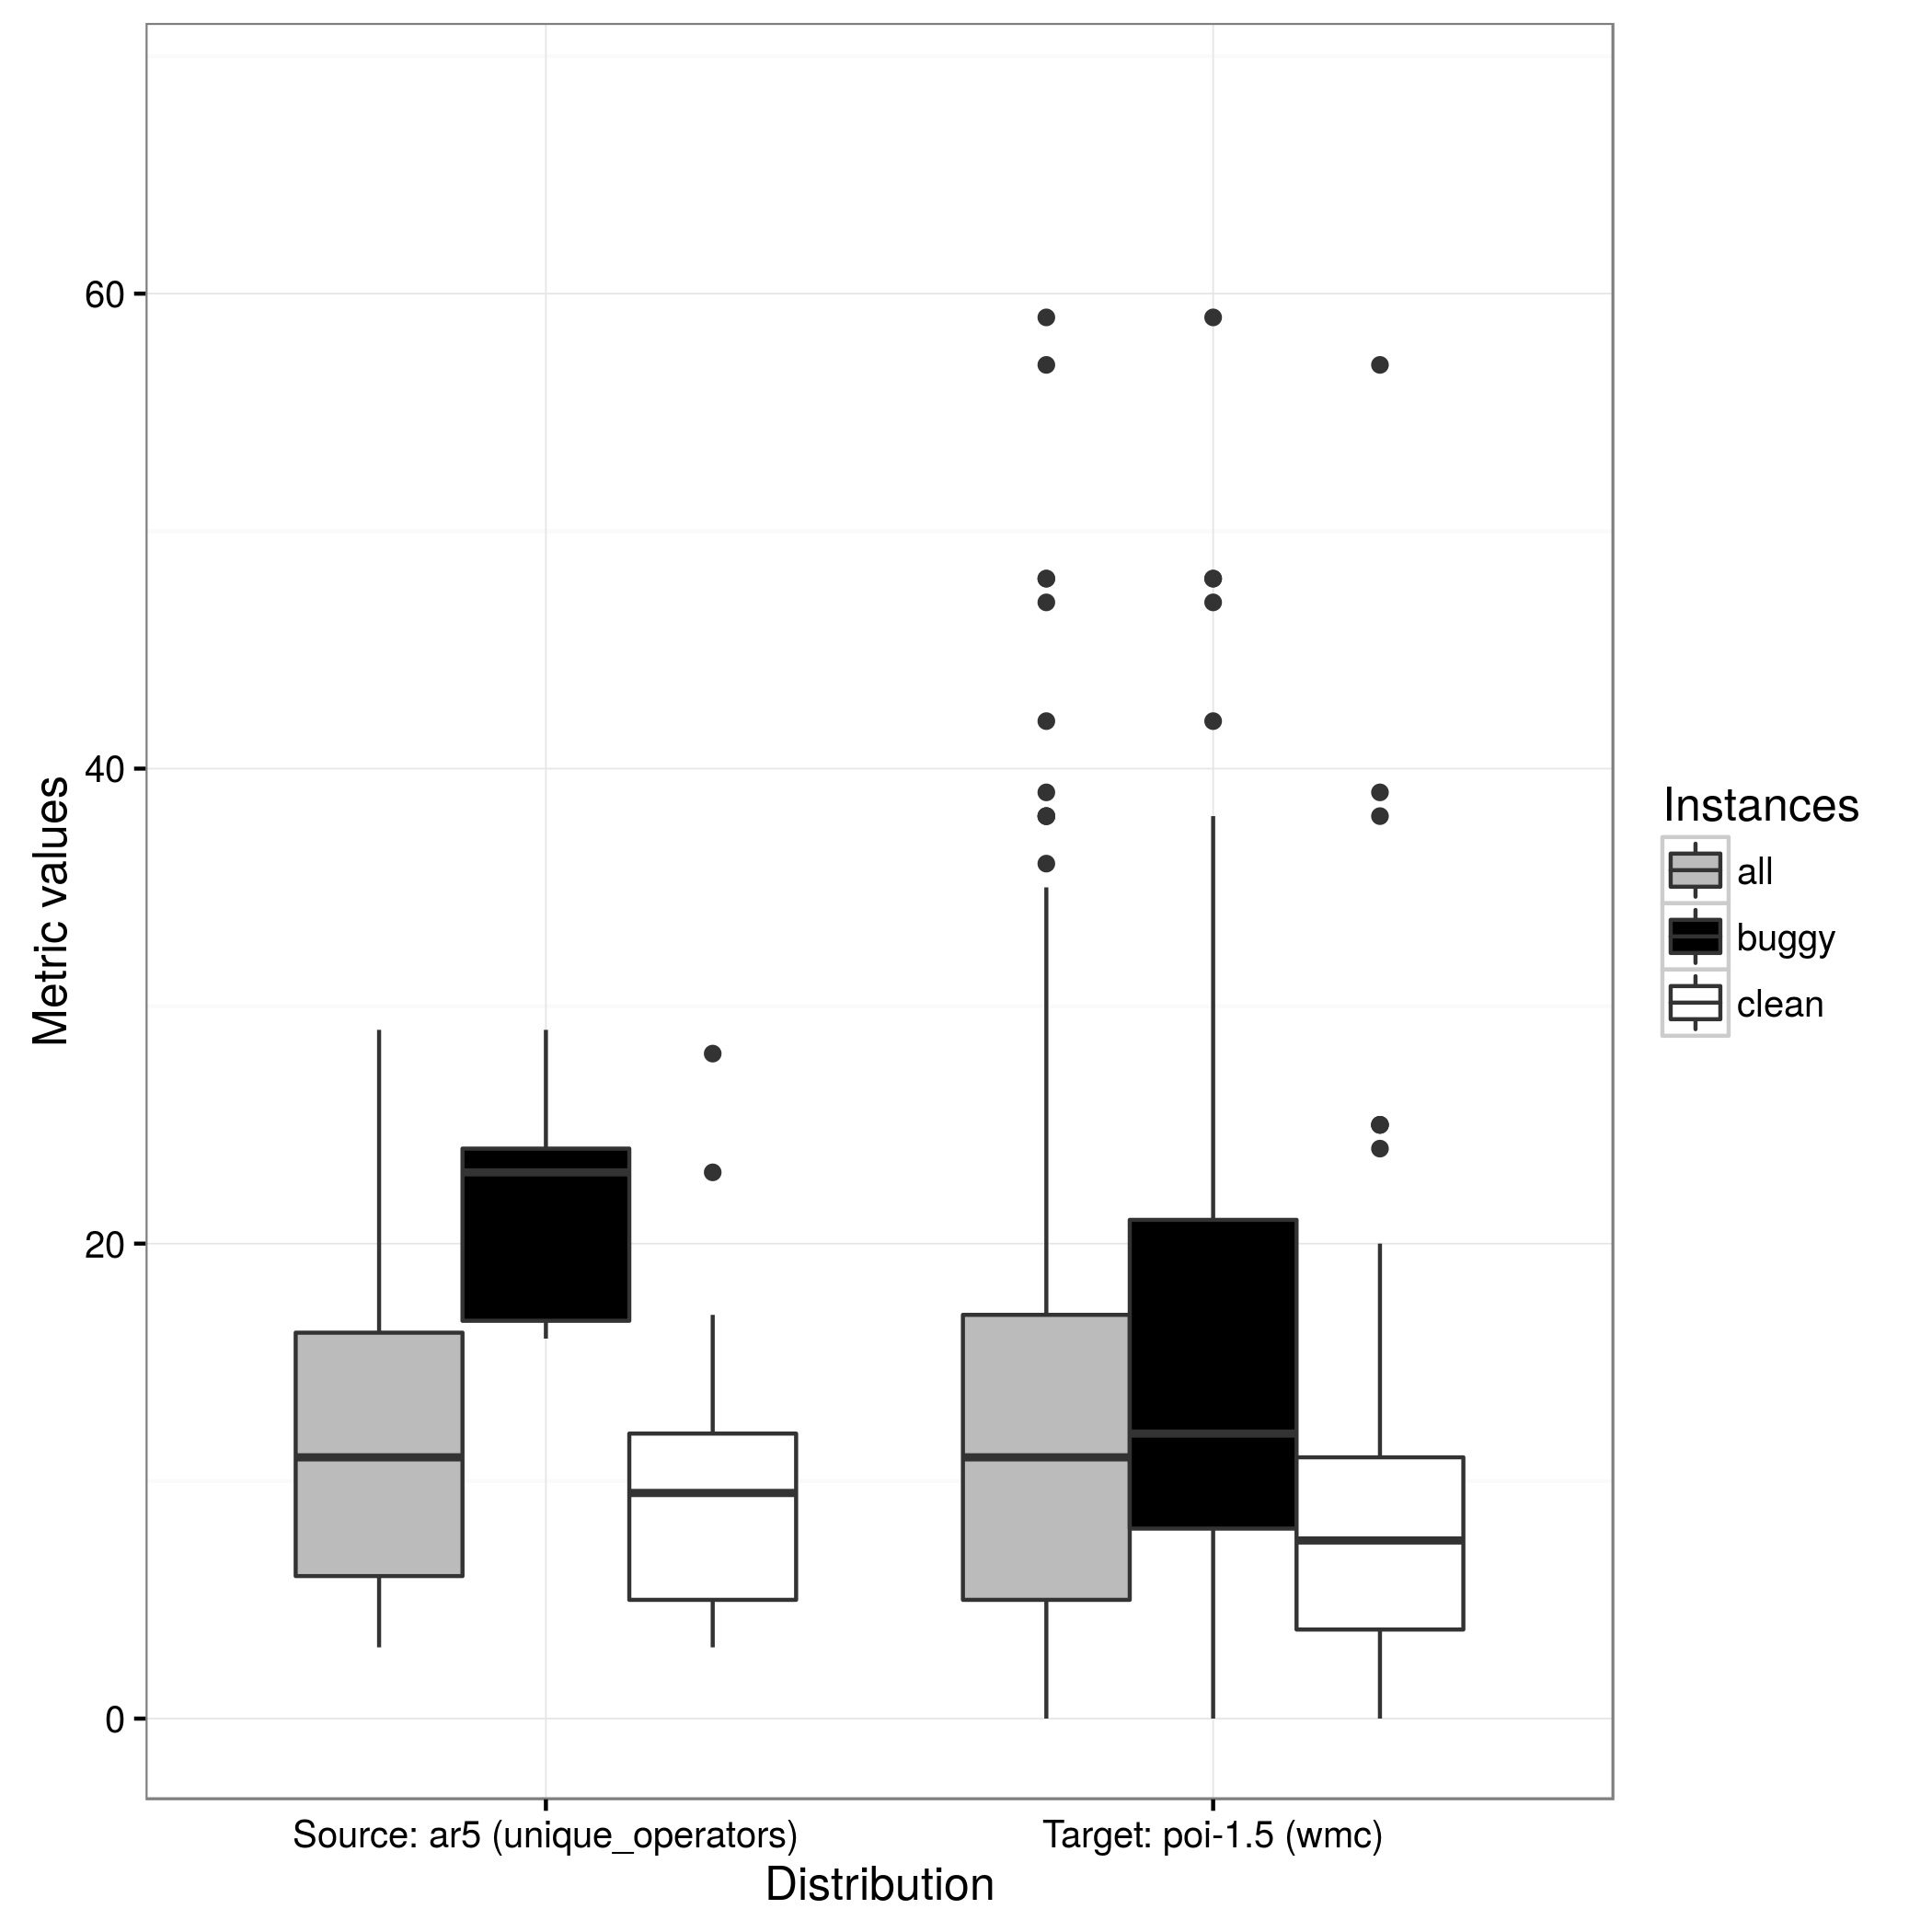 Metric values
60
40
20
0
Source: ar5 (unique_operators)
Target: poi-1.5 (wmc)
Distribution
Instances
all
buggy
clean